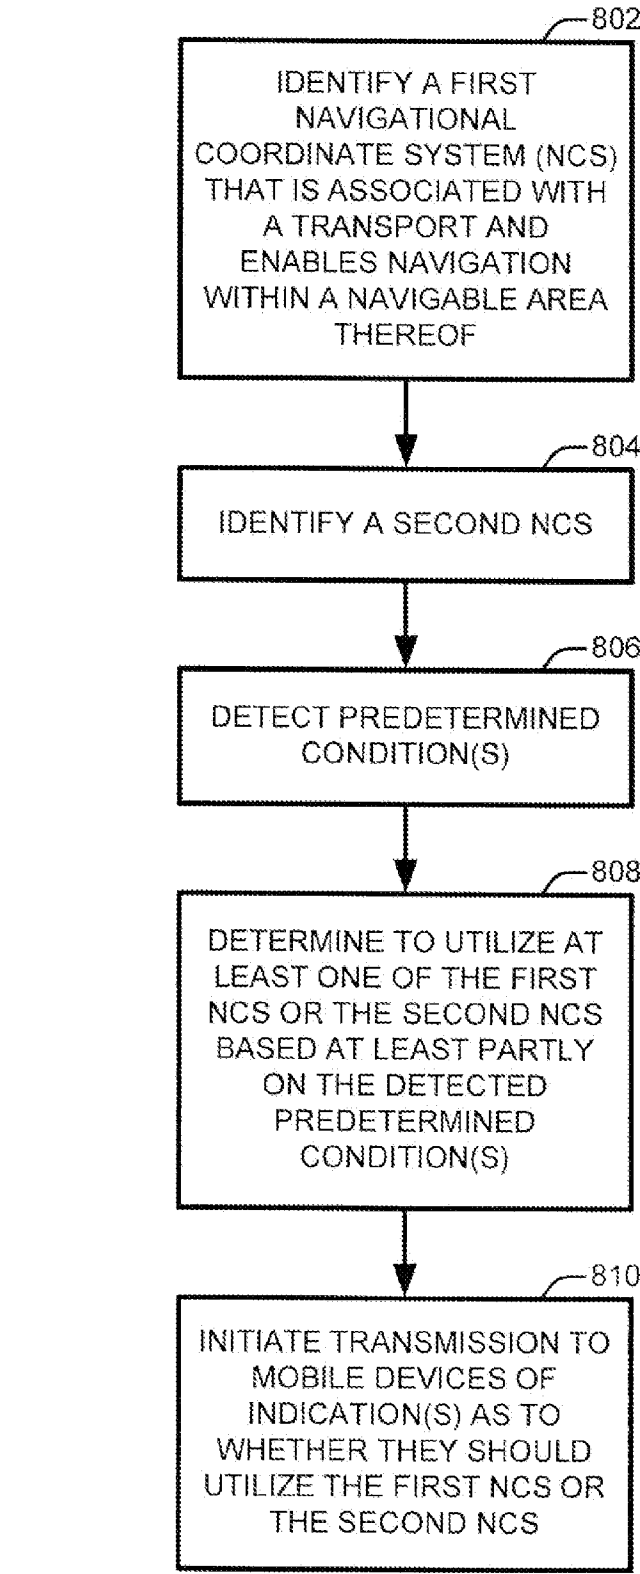 802
IDENTIFY A FIRST
NAVIGATIONAL
COORDINATE SYSTEM (NCS)
THAT IS ASSOCIATED WITH
A TRANSPORT AND
ENABLES NAVIGATION
WITHIN A NAVIGABLE AREA
THEREOF
804
IDENTIFY A SECOND NCS
806
DETECT PREDETERMINED
CONDITION(S)
808
DETERMINE TO UTILIZE AT
LEAST ONE OF THE FIRST
NCS OR THE SECOND NCS
BASED AT LEAST PARTLY
ON THE DETECTED
PREDETERMINED
CONDITION(S)
810
INITIATE TRANSMISSION TO
MOBILE DEVICES OF
INDICATION(S) AS TO
WHETHER THEY SHOULD
UTILIZE THE FIRST NCS OR
THE SECOND NCS